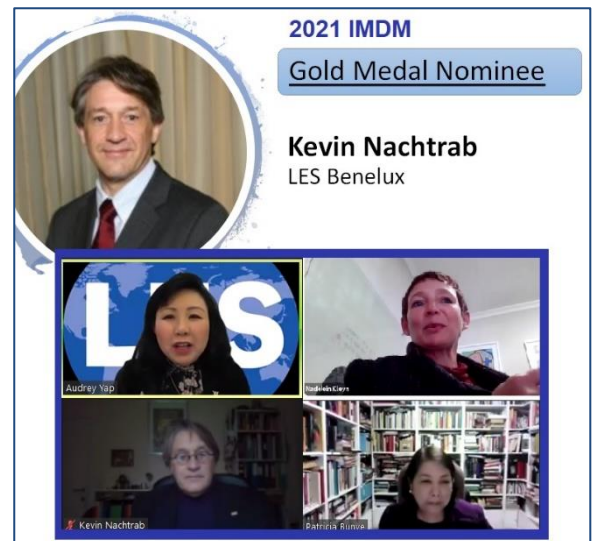 2021 IMDM
Gold Medal Nominee
Kevin Nachtrab
LES Benelux
LES
Audrey Yap
Kevin Nachtrab
Patricia Bunye